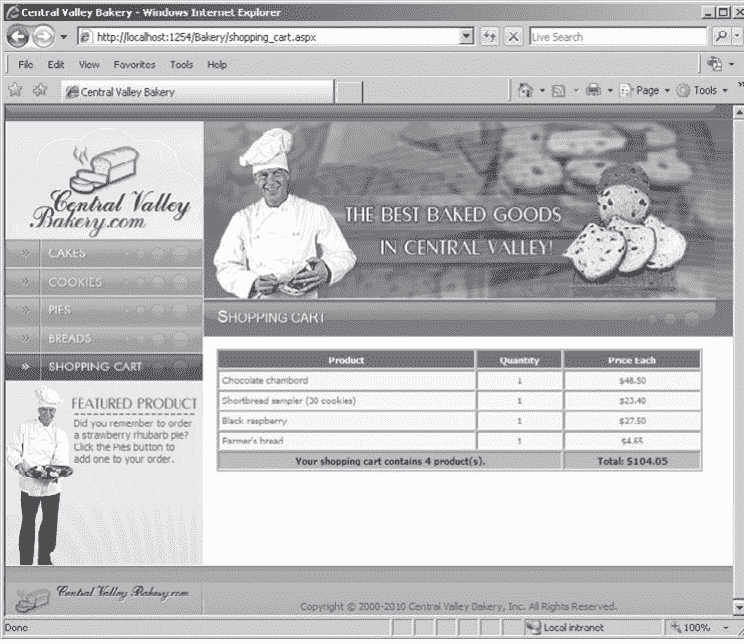 Central Valley Bakery - Windows Internet Explorer
http://localhost:1254/Bakery/shopping_cart.aspx
Live Search
File Edit View Favorites Tools Help
Central Valley Bakery
Page Tools
Central Valley
Bakery.com
THE BEST BAKED GOODS
IN CENTRAL VALLEY!
CAKES
COOKIES
PIES
BREADS
SHOPPING CART
FEATURED PRODUCT
Did you remember to order
a strawberry rhubarb pie?
Click the Pies button to
add one to your order.
SHOPPING CART
Product Quantity Price Each
Chocolate chambord 1 $48.50
Shortbread sampler (30 cookies) 1 $23.40
Black raspberry 1 $27.50
Farmer's bread 1 $4.65
Your shopping cart contains 4 product(s). Total: $104.05
Central Valley Bakery.com
Copyright © 2000-2010 Central Valley Bakery, Inc. All Rights Reserved.
Done Local intranet 100%